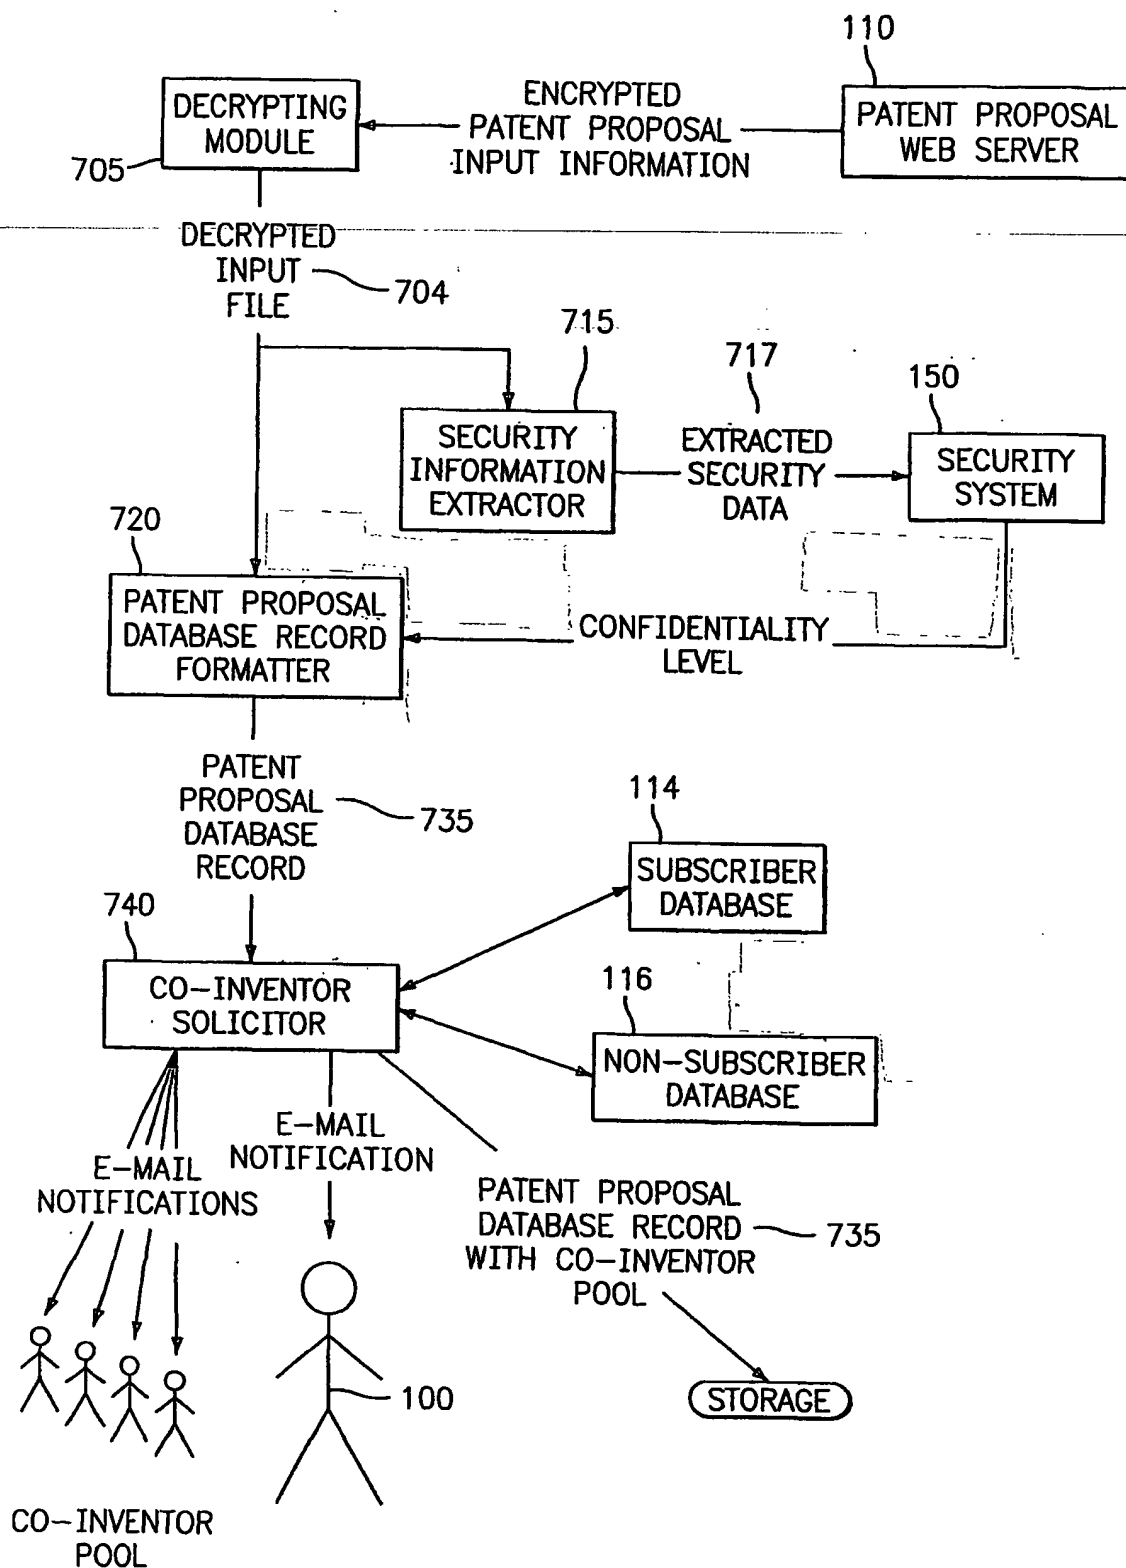 110
DECRYPTING
MODULE
705
ENCRYPTED
PATENT PROPOSAL
INPUT INFORMATION
PATENT PROPOSAL
WEB SERVER
DECRYPTED
INPUT
FILE
704
715
717
150
SECURITY
INFORMATION
EXTRACTOR
EXTRACTED
SECURITY
DATA
SECURITY
SYSTEM
720
PATENT PROPOSAL
DATABASE RECORD
FORMATTER
CONFIDENTIALITY
LEVEL
PATENT
PROPOSAL
DATABASE
RECORD
735
114
SUBSCRIBER
DATABASE
740
CO-INVENTOR
SOLICITOR
116
NON-SUBSCRIBER
DATABASE
E-MAIL
NOTIFICATIONS
E-MAIL
NOTIFICATION
PATENT PROPOSAL
DATABASE RECORD
WITH CO-INVENTOR
POOL
735
100
STORAGE
CO-INVENTOR
POOL